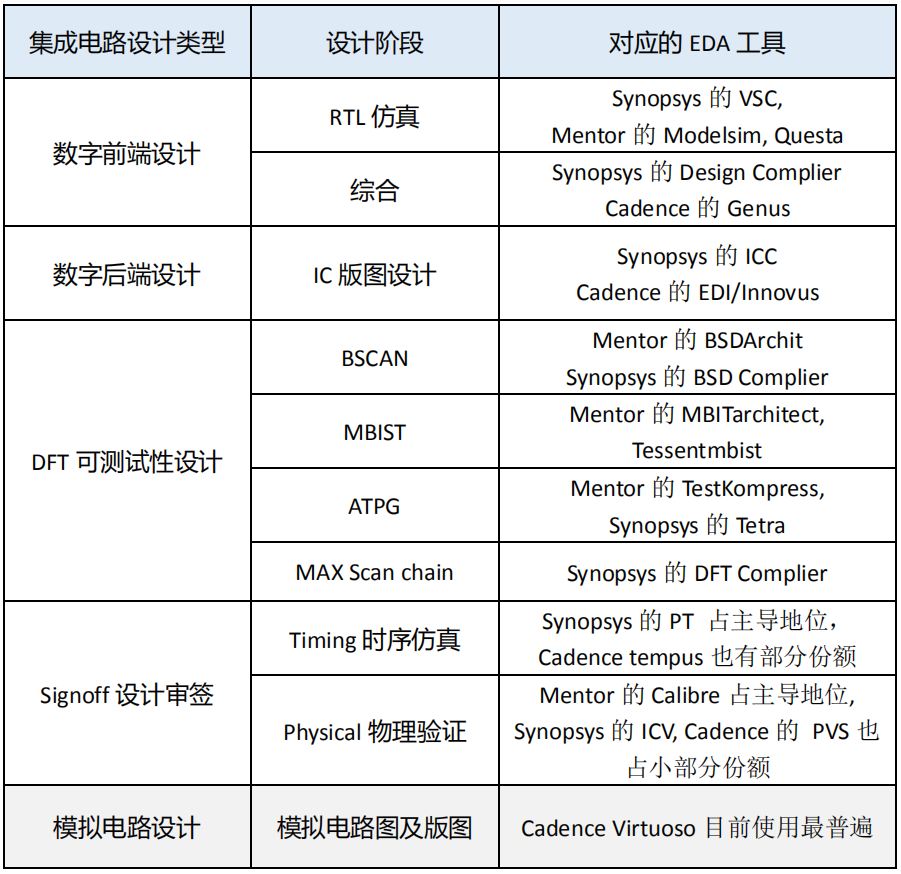 集成电路设计类型 设计阶段 对应的 EDA 工具
数字前端设计
RTL 仿真
Synopsys 的 VSC,
Mentor 的 Modelsim, Questa
综合
Synopsys 的 Design Complier
Cadence 的 Genus
数字后端设计
IC 版图设计
Synopsys 的 ICC
Cadence 的 EDI/Innovus
DFT 可测试性设计
BSCAN
Mentor 的 BSDArchit
Synopsys 的 BSD Complier
MBIST
Mentor 的 MBITarchitect,
Tessentmbist
ATPG
Mentor 的 TestKompress,
Synopsys 的 Tetra
MAX Scan chain
Synopsys 的 DFT Complier
Signoff 设计审签
Timing 时序仿真
Synopsys 的 PT 占主导地位，
Cadence tempus 也有部分份额
Physical 物理验证
Mentor 的 Calibre 占主导地位,
Synopsys 的 ICV, Cadence 的 PVS 也
占小部分份额
模拟电路设计
模拟电路图及版图
Cadence Virtuoso 目前使用最普遍